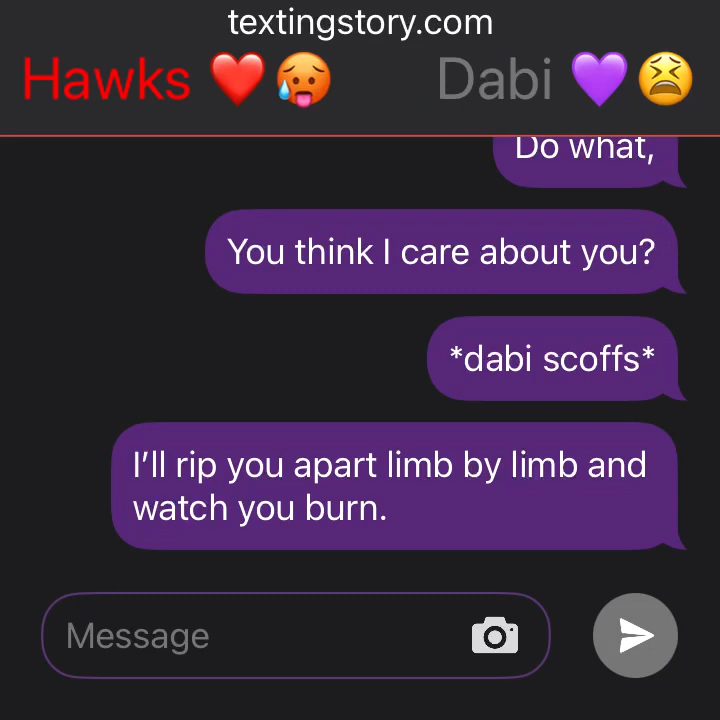 textingstory.com
Hawks ❤️🥵 Dabi 💜😫
Do what,
You think I care about you?
*dabi scoffs*
I’ll rip you apart limb by limb and
watch you burn.
Message